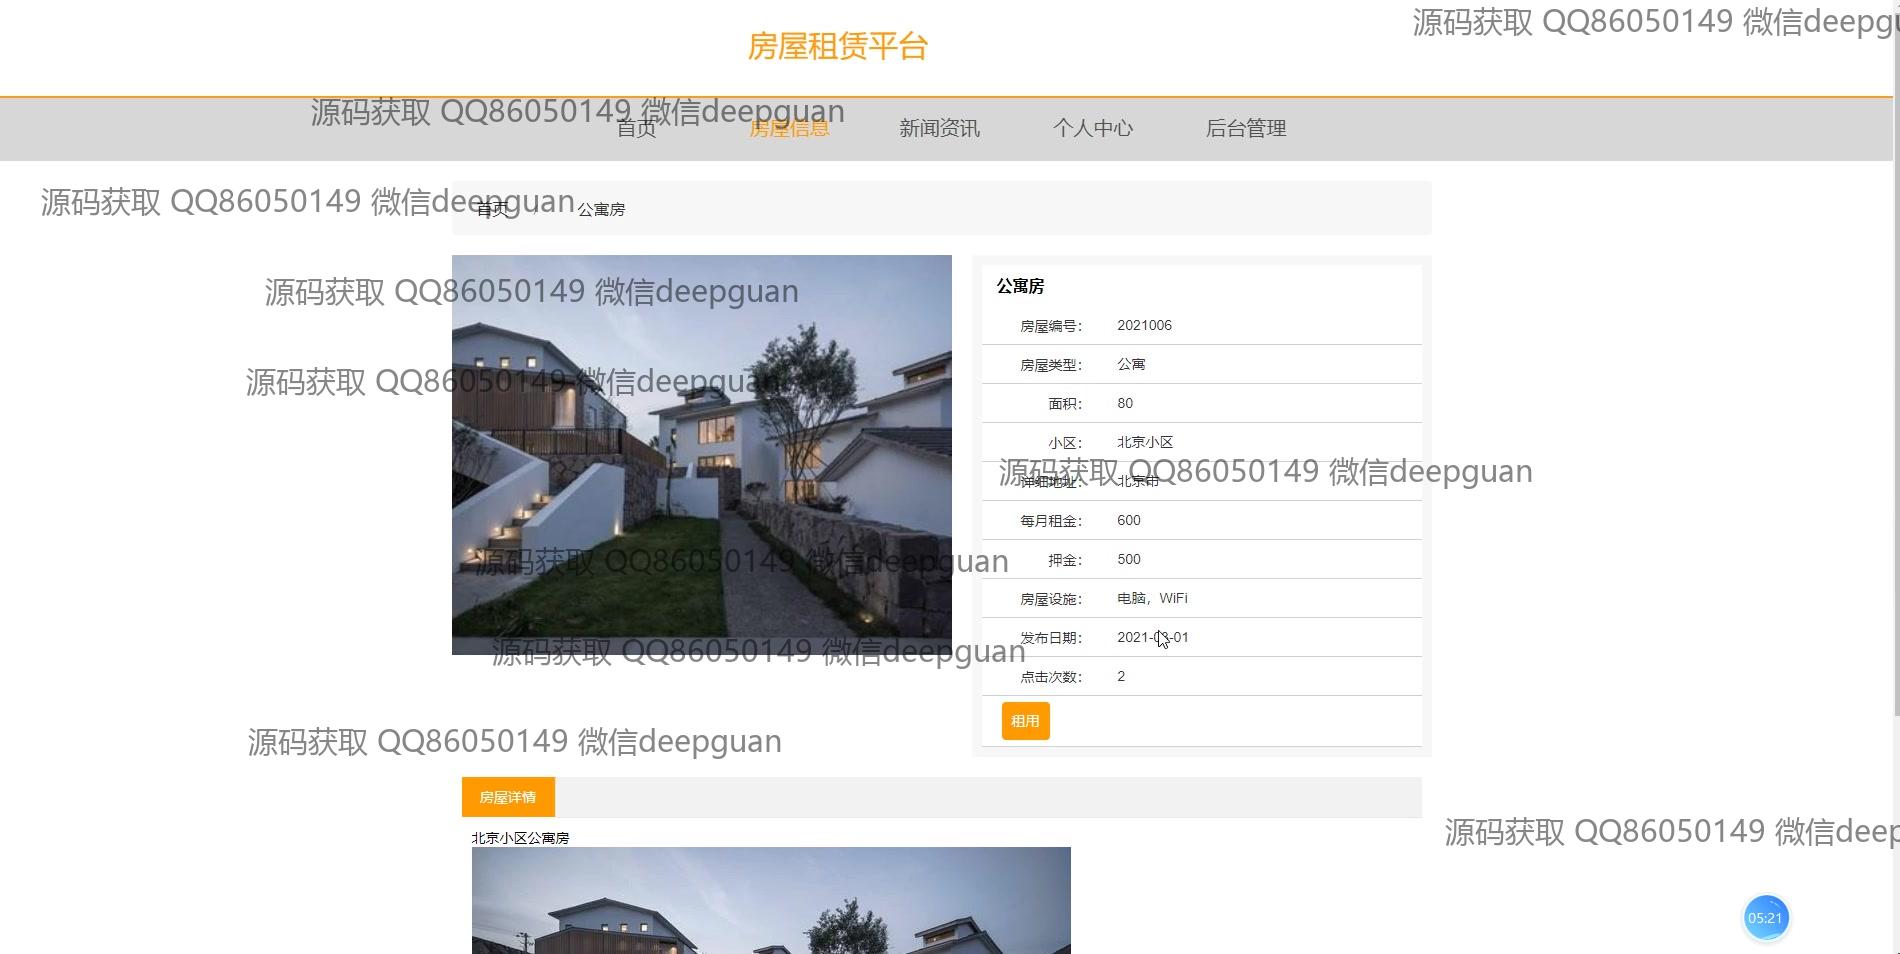 房屋租赁平台
源码获取 QQ86050149 微信deepgu
源码获取 QQ86050149 微信deepguan
首页 房屋信息 新闻资讯 个人中心 后台管理
源码获取 QQ86050149 微信deepguan
首页 公寓房
公寓房
源码获取 QQ86050149 微信deepguan
房屋编号： 2021006
房屋类型： 公寓
源码获取 QQ86050149 微信deepguan
面积： 80
小区： 北京小区
源码获取 QQ86050149 微信deepguan
详细地址： 北京市
每月租金： 600
押金： 500
源码获取 QQ86050149 微信deepguan
房屋设施： 电脑，WiFi
发布日期： 2021-03-01
源码获取 QQ86050149 微信deepguan
点击次数： 2
租用
源码获取 QQ86050149 微信deepguan
房屋详情
源码获取 QQ86050149 微信deep
北京小区公寓房
05:21